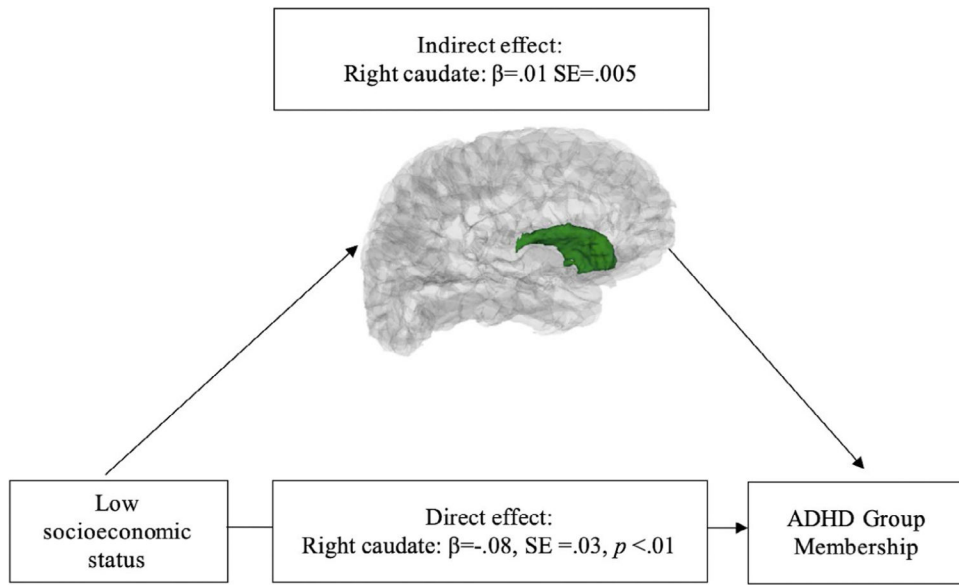 Indirect effect:
Right caudate: β=.01 SE=.005
Low
socioeconomic
status
Direct effect:
Right caudate: β=-.08, SE =.03, p <.01
ADHD Group
Membership